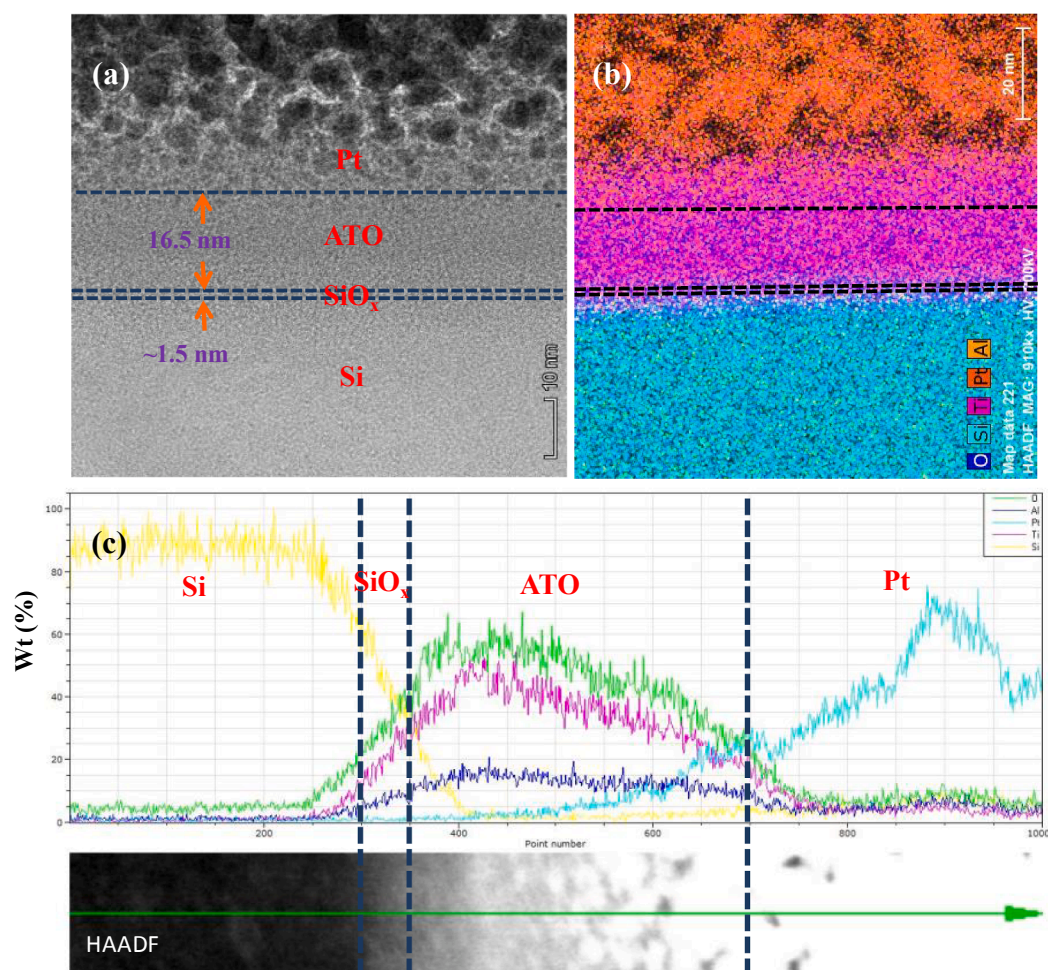 (a)
Pt
16.5 nm
ATO
SiOx
~1.5 nm
Si
10 nm
(b)
20 nm
O Si Ti Pt Al
Map data 221
HAADF MAG: 910kx HV: 00kV
(c)
Wt (%)
100
80
60
40
20
0
Si
SiOx
ATO
Pt
O
Al
Pt
Ti
Si
200
400
600
800
1000
Point number
HAADF